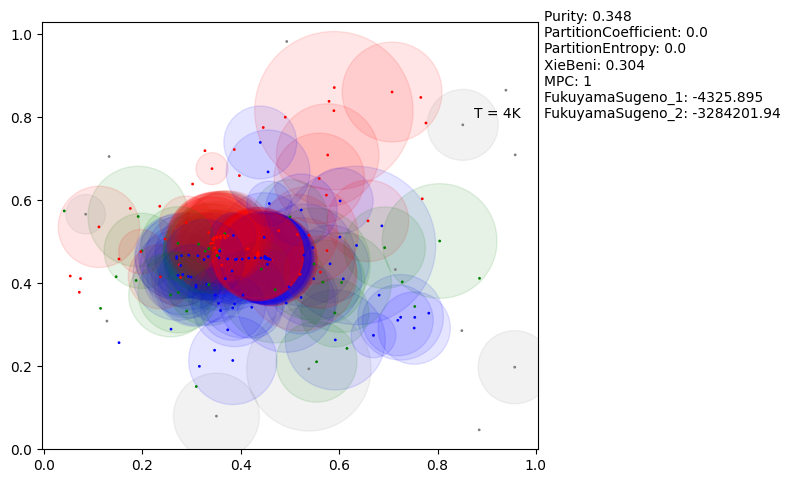 Purity: 0.348
PartitionCoefficient: 0.0
PartitionEntropy: 0.0
XieBeni: 0.304
MPC: 1
FukuyamaSugeno_1: -4325.895
FukuyamaSugeno_2: -3284201.94
T = 4K
1.0
0.8
0.6
0.4
0.2
0.0
0.0 0.2 0.4 0.6 0.8 1.0